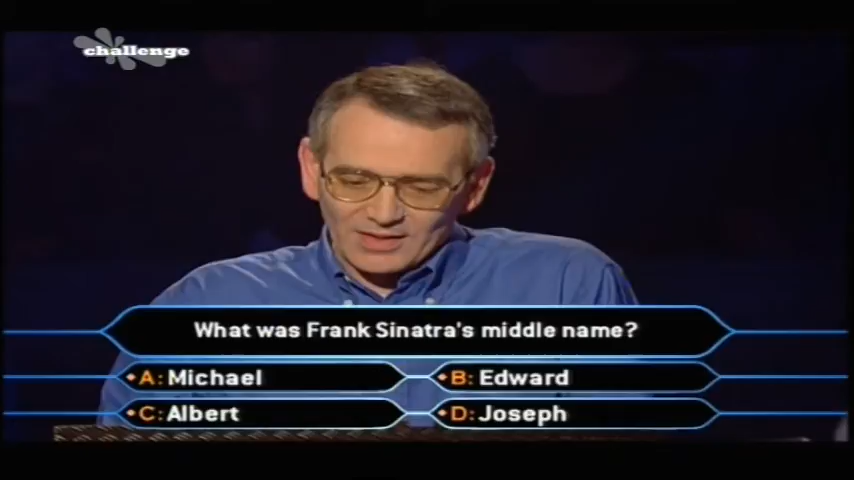 challenge
What was Frank Sinatra's middle name?
A: Michael
B: Edward
C: Albert
D: Joseph